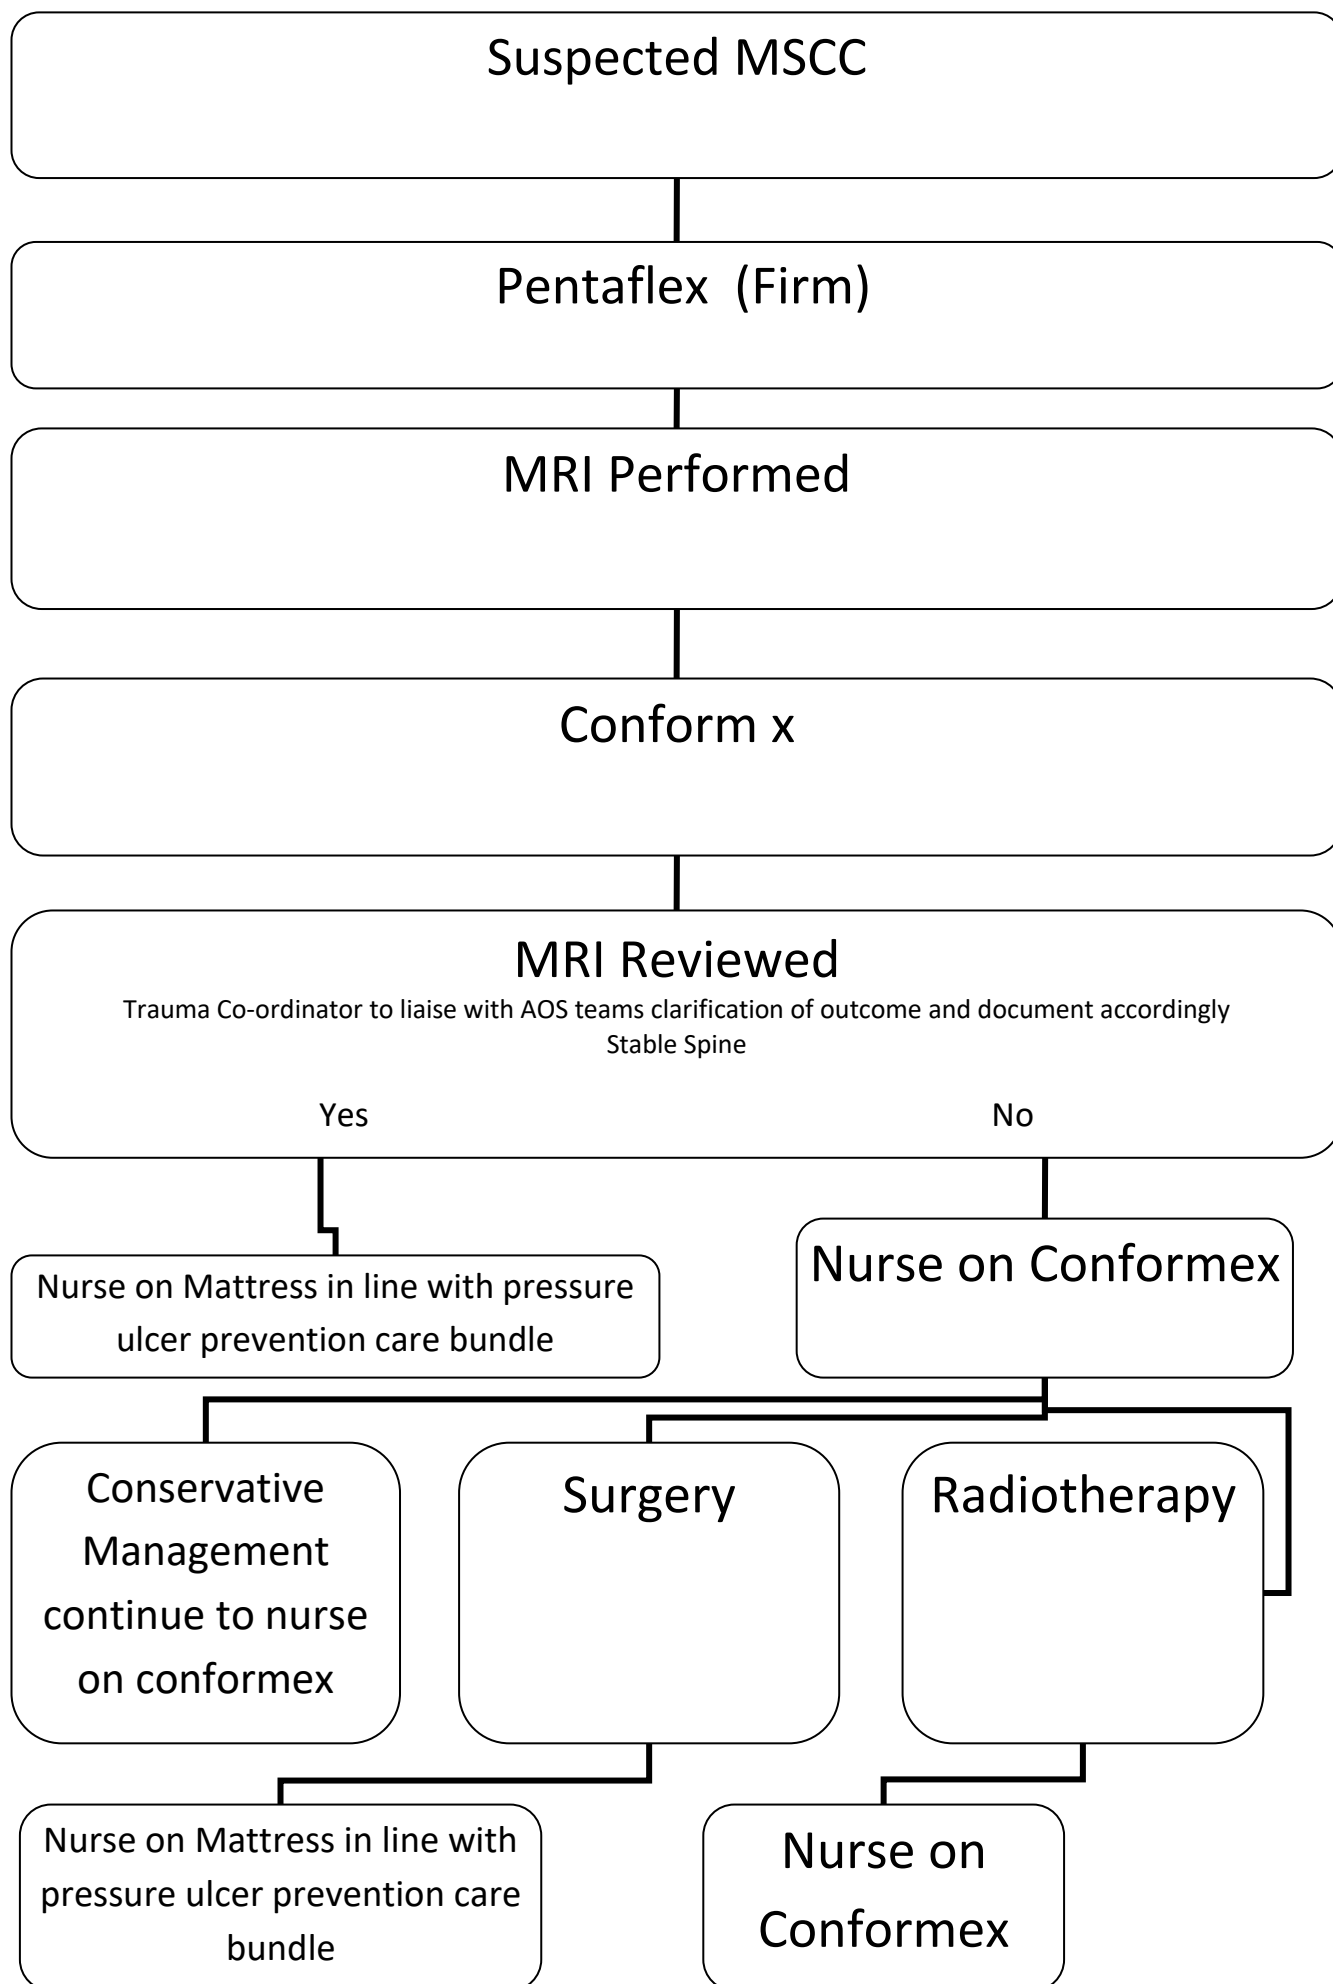 Suspected MSCC
Pentaflex  (Firm)
MRI Performed
Conform x
MRI Reviewed
Trauma Co-ordinator to liaise with AOS teams clarification of outcome and document accordingly
Stable Spine
Yes
No
Nurse on Mattress in line with pressure
ulcer prevention care bundle
Nurse on Conformex
Conservative
Management
continue to nurse
on conformex
Surgery
Radiotherapy
Nurse on Mattress in line with
pressure ulcer prevention care
bundle
Nurse on
Conformex